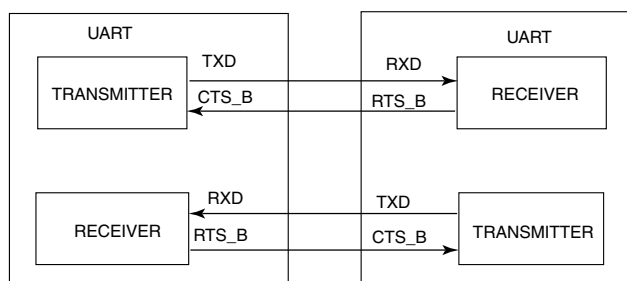 UART
UART
TXD
RXD
TRANSMITTER
CTS_B
RTS_B
RECEIVER
RXD
TXD
RECEIVER
RTS_B
CTS_B
TRANSMITTER